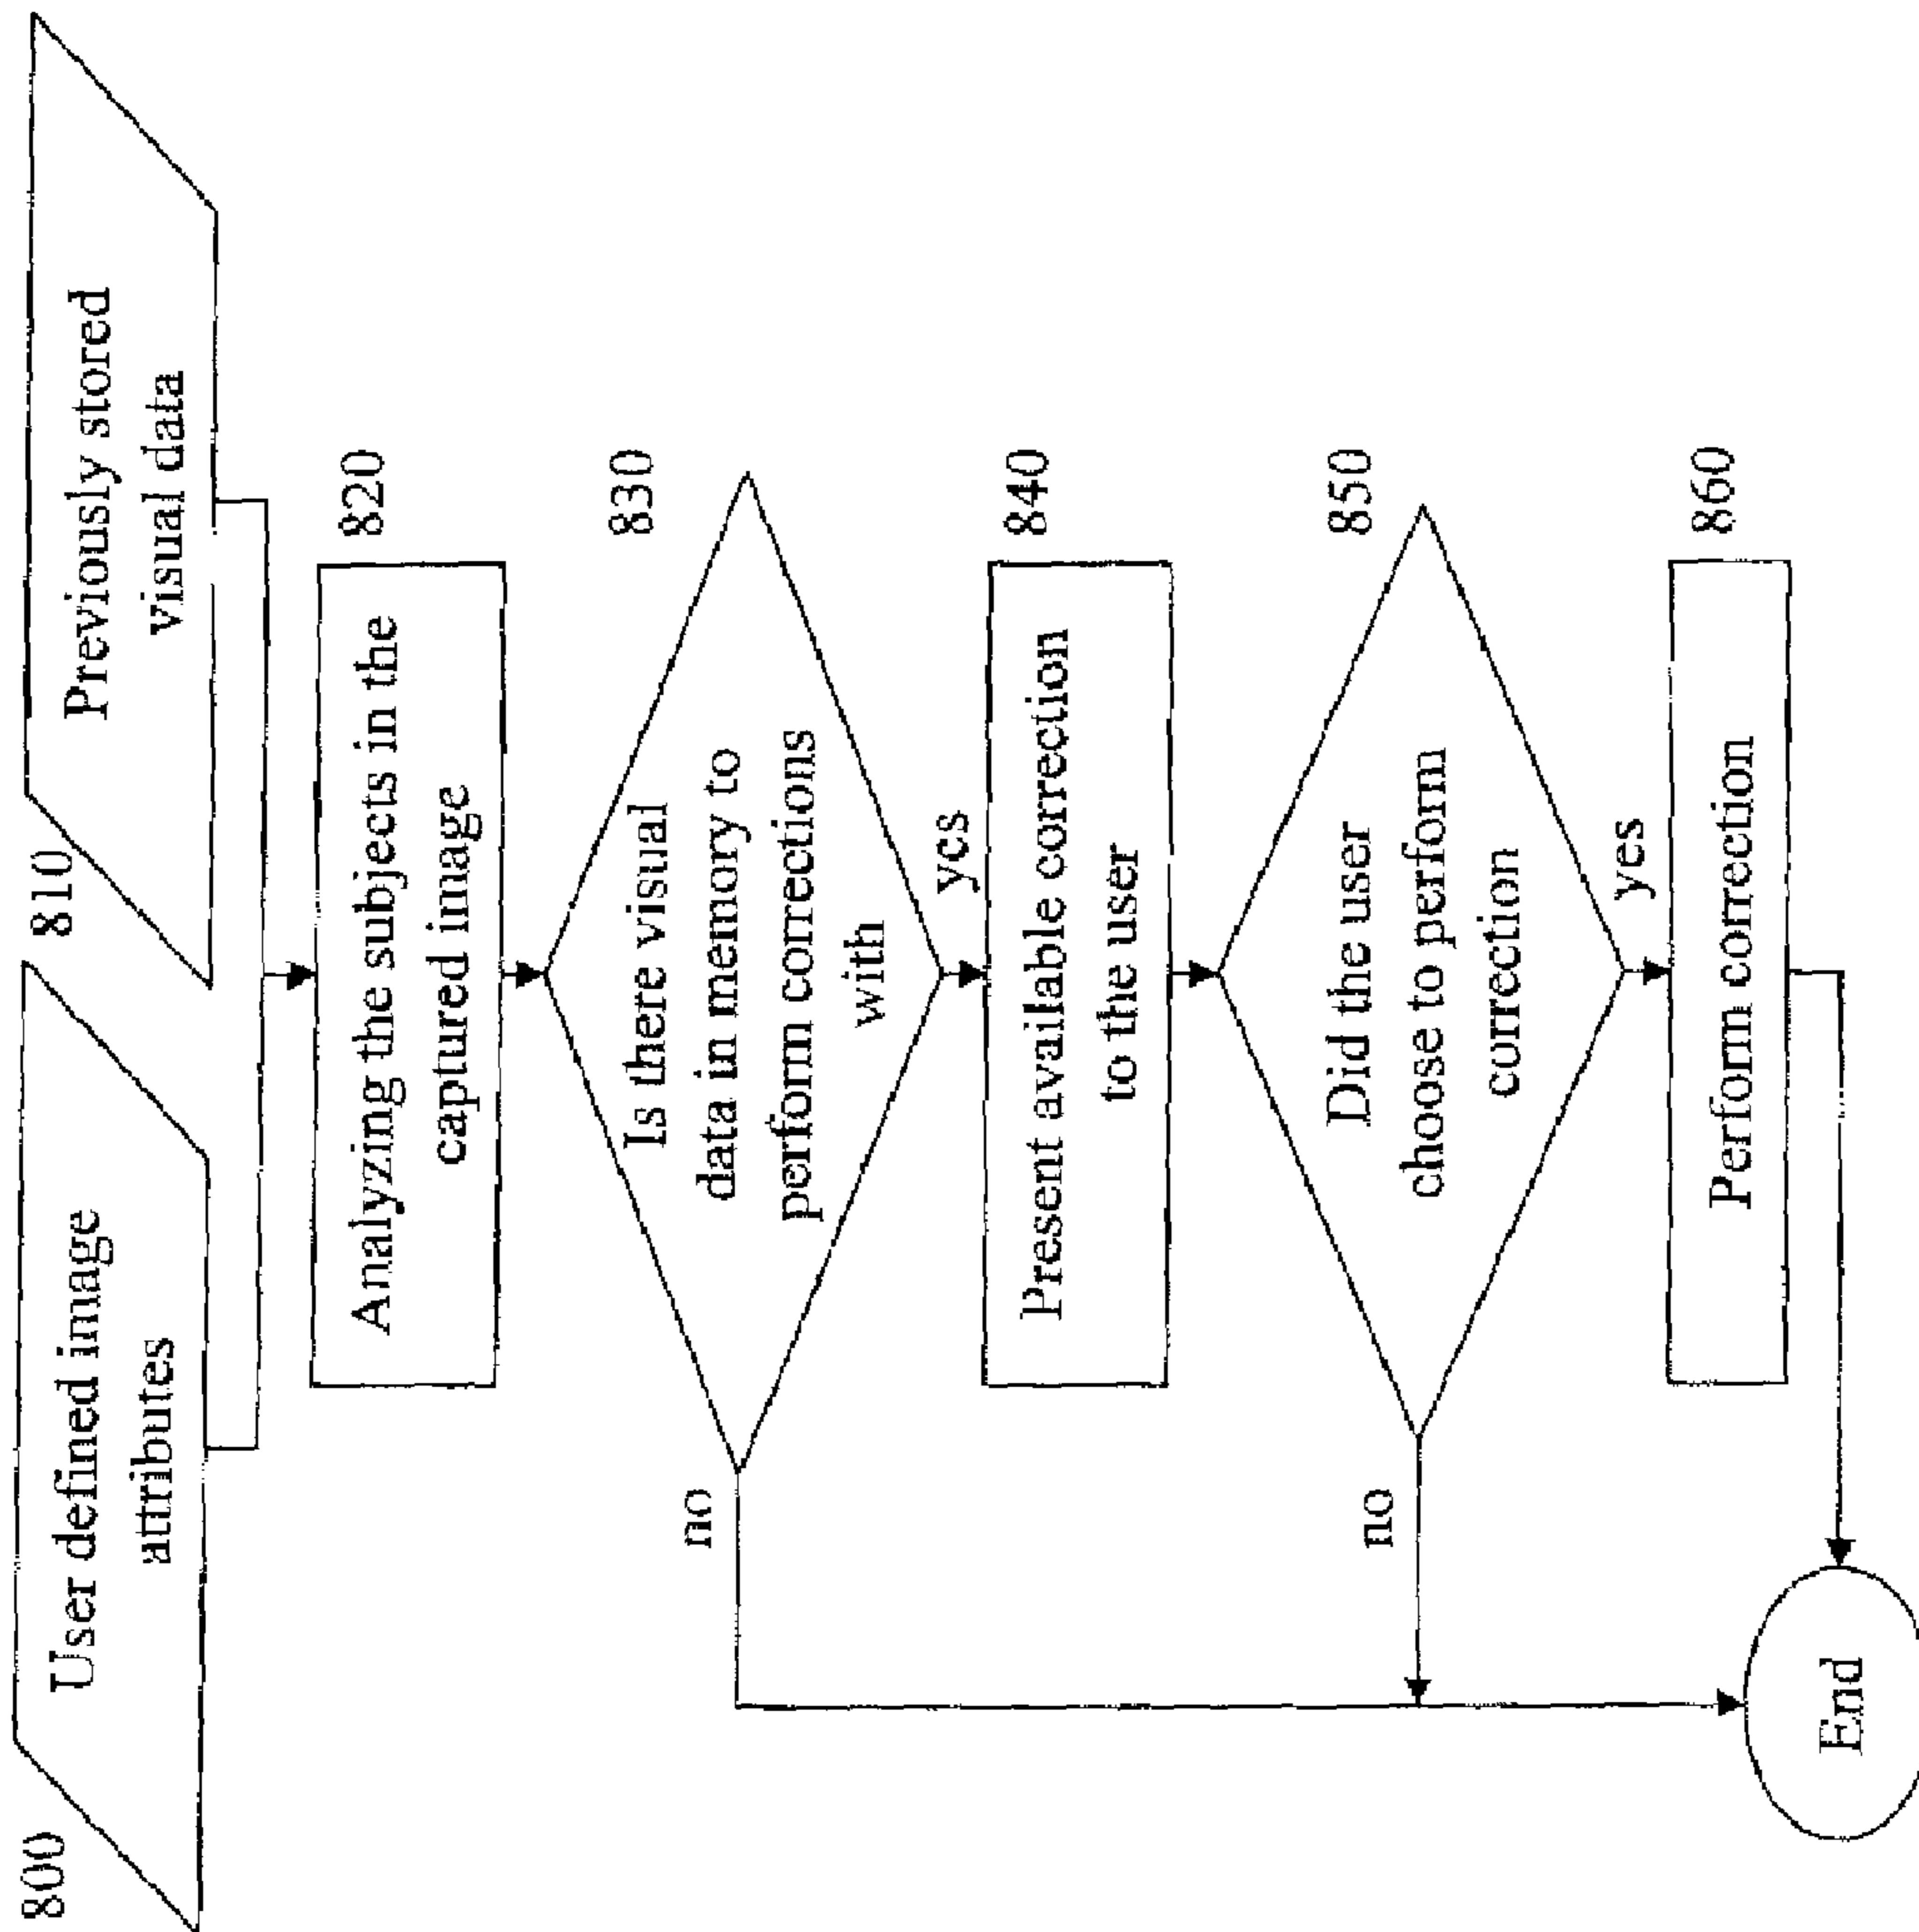 800
User defined image
attributes
810
Previously stored
visual data
820
Analyzing the subjects in the
captured image
830
Is there visual
data in memory to
perform corrections
with
no
yes
840
Present available correction
to the user
850
Did the user
choose to perform
correction
no
yes
860
Perform correction
End